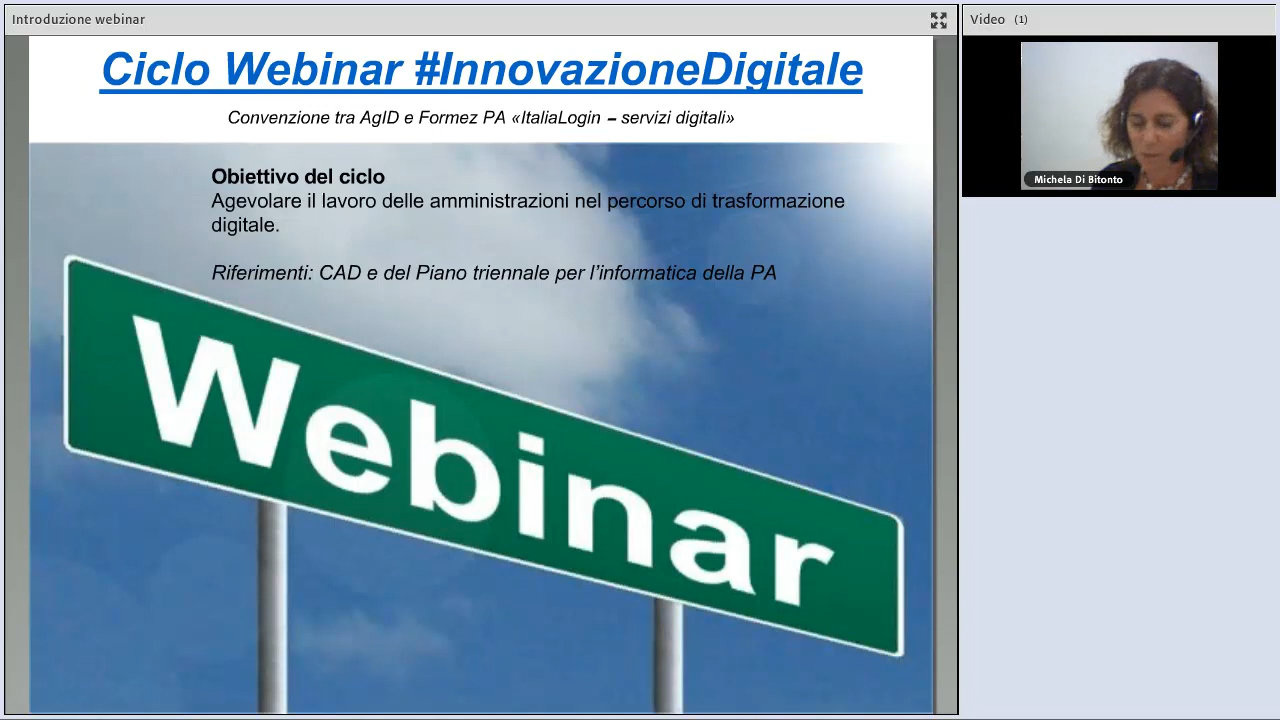 Introduzione webinar
Video (1)
Ciclo Webinar #InnovazioneDigitale
Convenzione tra AgID e Formez PA «ItaliaLogin – servizi digitali»
Obiettivo del ciclo
Agevolare il lavoro delle amministrazioni nel percorso di trasformazione
digitale.
Riferimenti: CAD e del Piano triennale per l’informatica della PA
Webinar
Michela Di Bitonto